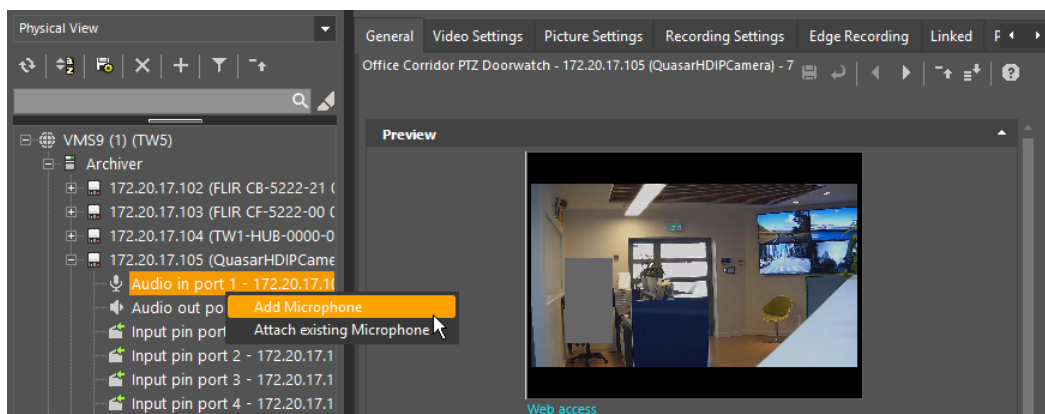 Physical View
VMS9 (1) (TW5)
Archiver
172.20.17.102 (FLIR CB-5222-21
172.20.17.103 (FLIR CF-5222-00
172.20.17.104 (TW1-HUB-0000-0
172.20.17.105 (QuasarHDIPCame
Audio in port 1 - 172.20.17.10
Audio out po
Input pin port
Input pin port 2 - 172.20.17.1
Input pin port 3 - 172.20.17.1
Input pin port 4 - 172.20.17.1
Add Microphone
Attach existing Microphone
General Video Settings Picture Settings Recording Settings Edge Recording Linked
Office Corridor PTZ Doorwatch - 172.20.17.105 (QuasarHDIPCamera) - 7
Preview
Web access